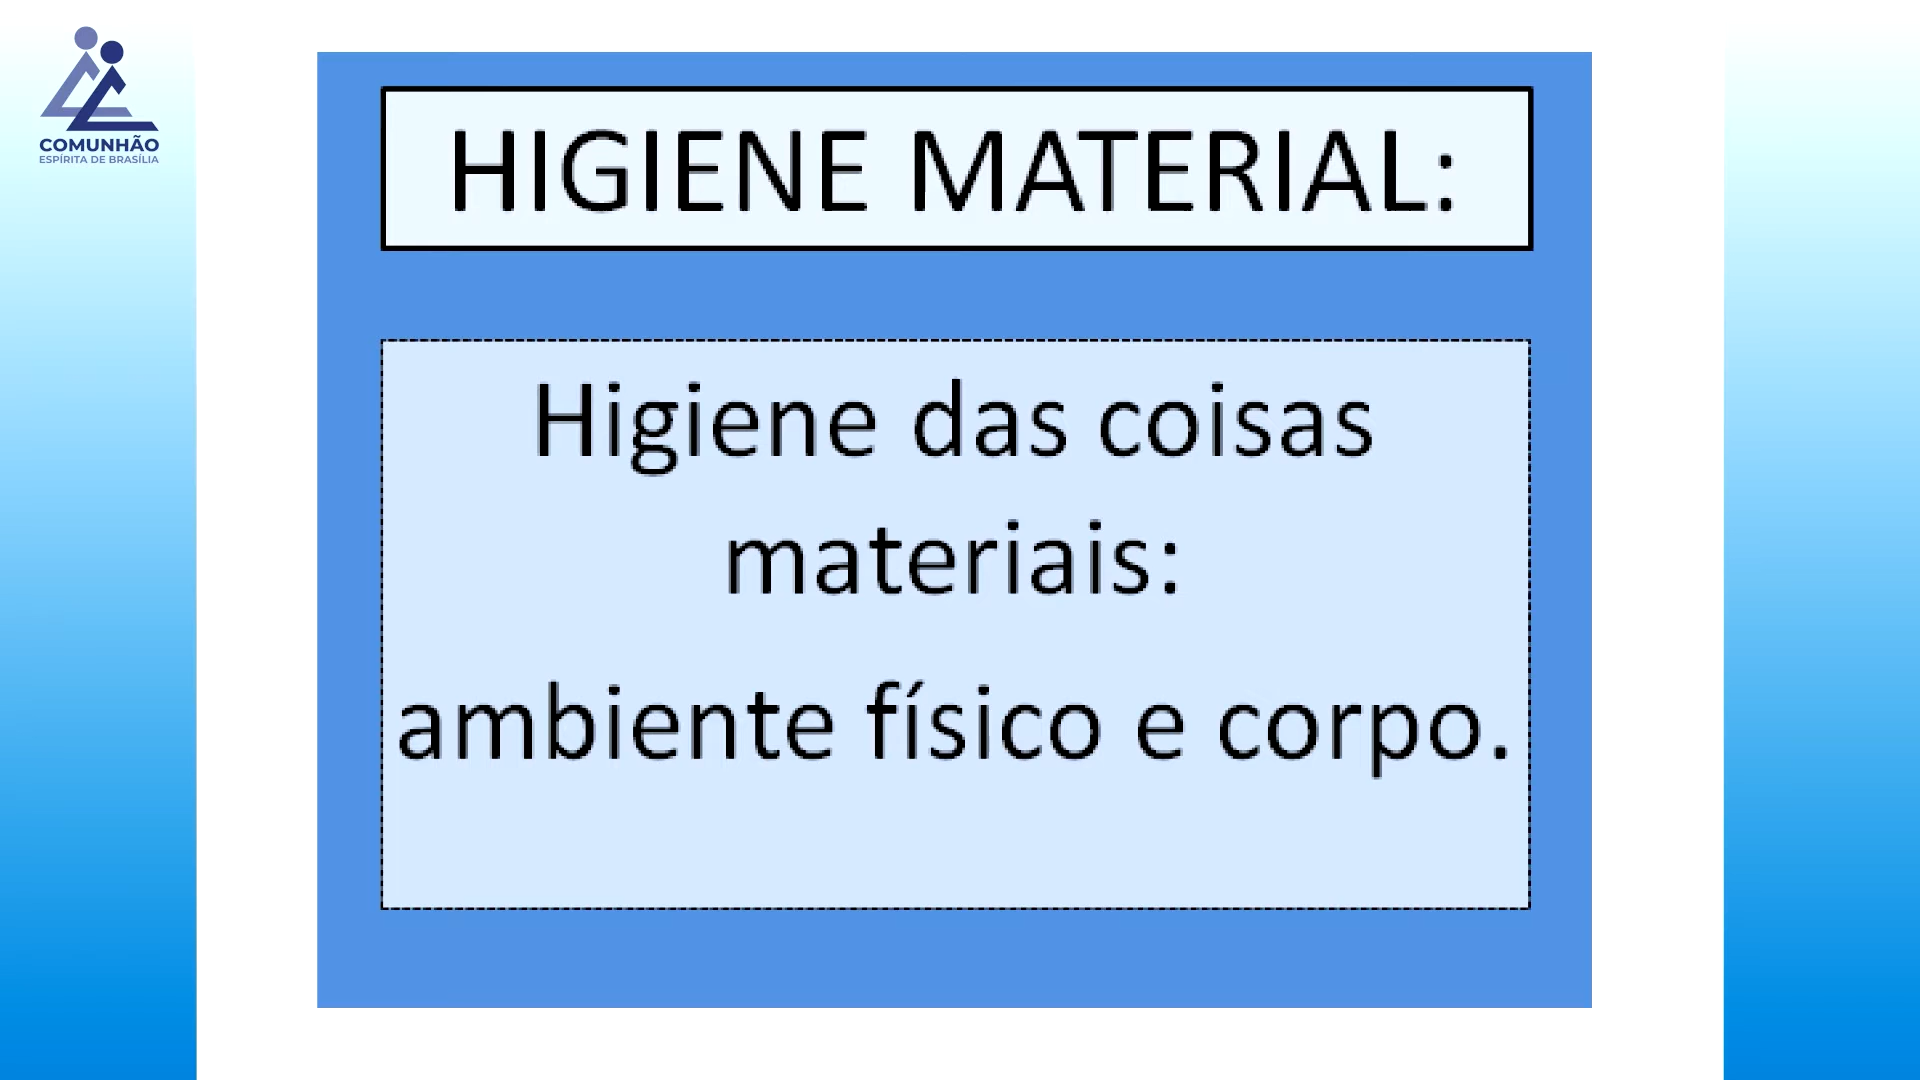 COMUNHÃO
ESPÍRITA DE BRASÍLIA
HIGIENE MATERIAL:
Higiene das coisas
materiais:
ambiente físico e corpo.